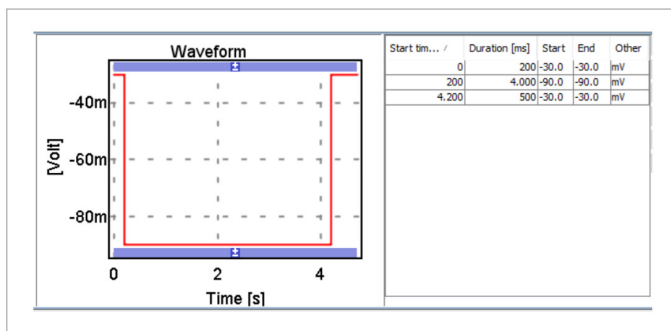 Waveform
-40m
-60m
-80m
[Volt]
0 2 4
Time [s]
Start tim... / Duration [ms] Start End Other
0 200 -30.0 -30.0 mV
200 4.000 -90.0 -90.0 mV
4.200 500 -30.0 -30.0 mV